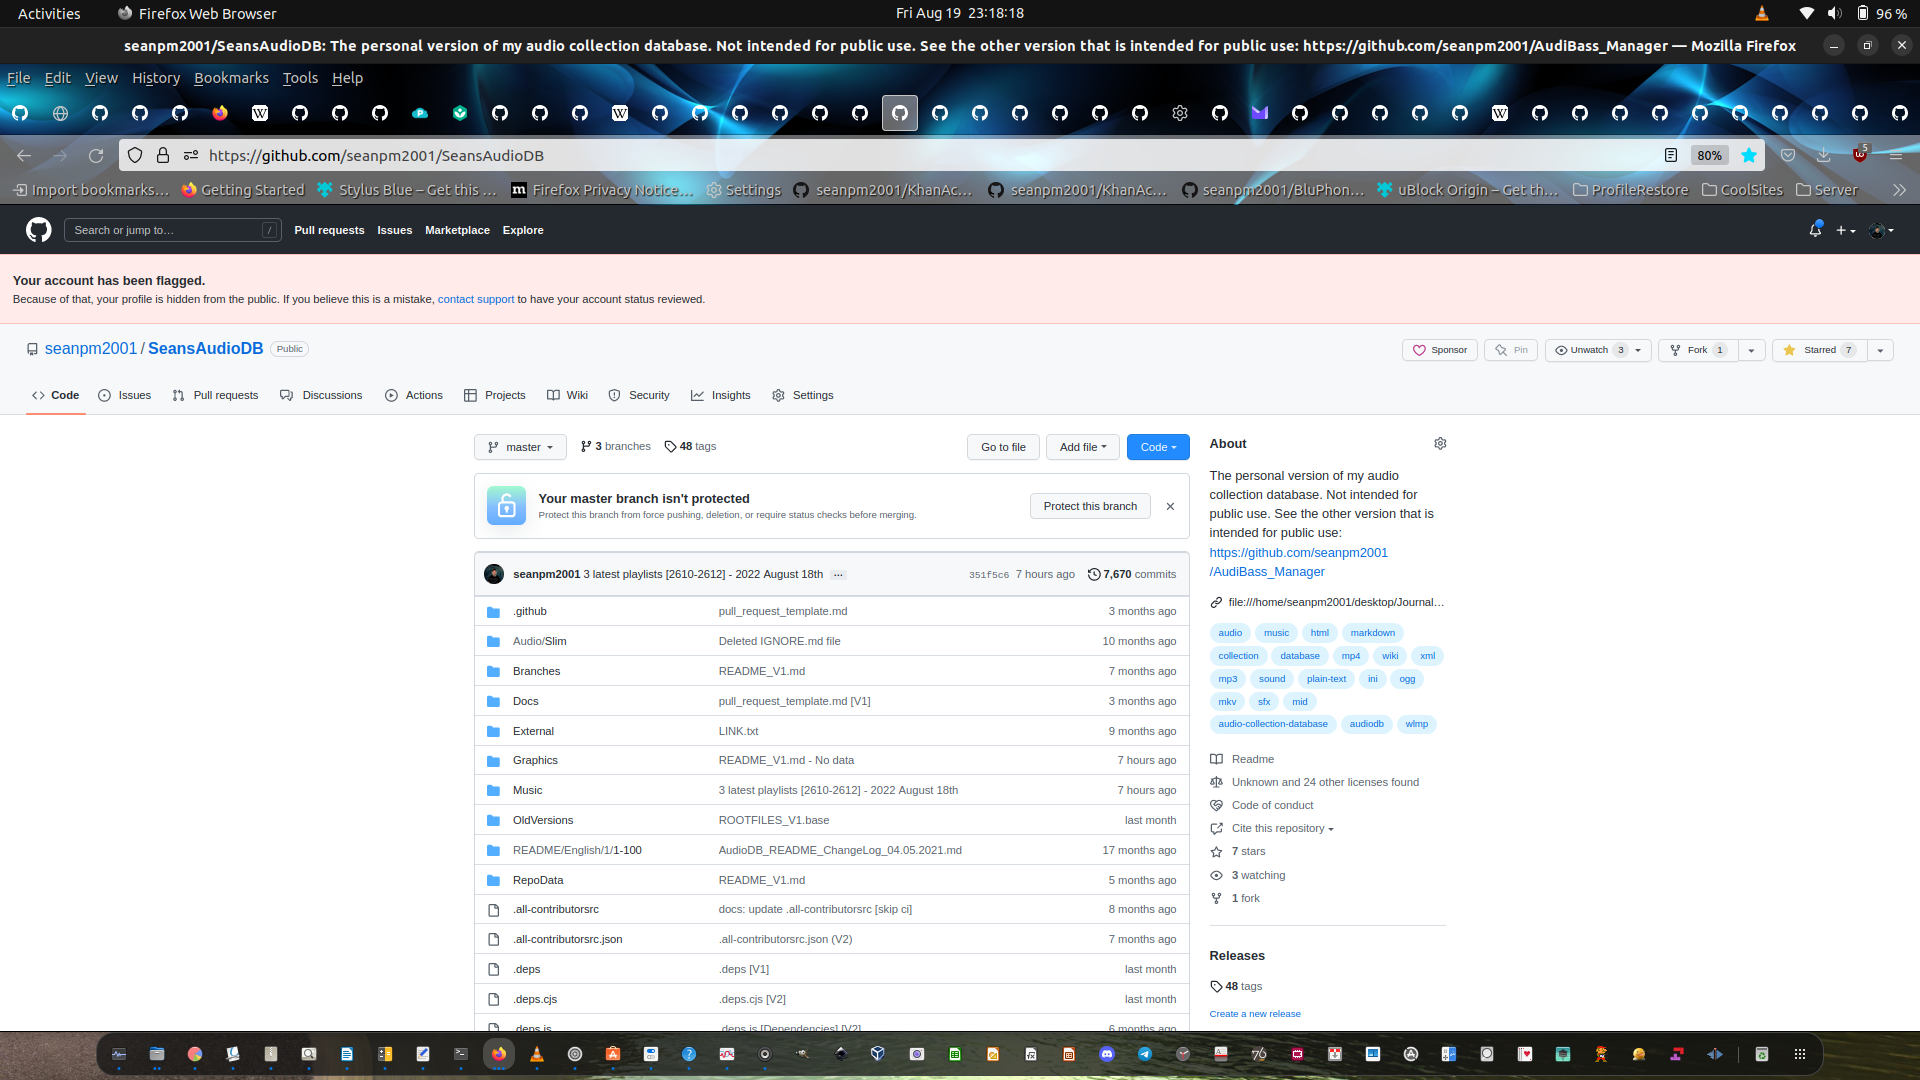 Activities
Firefox Web Browser
Fri Aug 19 23:18:18
96 %
seanpm2001/SeansAudioDB: The personal version of my audio collection database. Not intended for public use. See the other version that is intended for public use: https://github.com/seanpm2001/AudiBass_Manager — Mozilla Firefox
File Edit View History Bookmarks Tools Help
https://github.com/seanpm2001/SeansAudioDB
80%
5
Import bookmarks… Getting Started Stylus Blue – Get this … Firefox Privacy Notice… Settings seanpm2001/KhanAc… seanpm2001/KhanAc… seanpm2001/BluPhon… uBlock Origin – Get th… ProfileRestore CoolSites Server
Search or jump to… /
Pull requests Issues Marketplace Explore
Your account has been flagged.
Because of that, your profile is hidden from the public. If you believe this is a mistake, contact support to have your account status reviewed.
seanpm2001 / SeansAudioDB Public
Sponsor Pin Unwatch 3 Fork 1 Starred 7
Code Issues Pull requests Discussions Actions Projects Wiki Security Insights Settings
master 3 branches 48 tags
Go to file Add file Code
Your master branch isn't protected
Protect this branch from force pushing, deletion, or require status checks before merging.
Protect this branch
seanpm2001 3 latest playlists [2610-2612] - 2022 August 18th … 351f5c6 7 hours ago 7,670 commits
.github pull_request_template.md 3 months ago
Audio/Slim Deleted IGNORE.md file 10 months ago
Branches README_V1.md 7 months ago
Docs pull_request_template.md [V1] 3 months ago
External LINK.txt 9 months ago
Graphics README_V1.md - No data 7 hours ago
Music 3 latest playlists [2610-2612] - 2022 August 18th 7 hours ago
OldVersions ROOTFILES_V1.base last month
README/English/1/1-100 AudioDB_README_ChangeLog_04.05.2021.md 17 months ago
RepoData README_V1.md 5 months ago
.all-contributorsrc docs: update .all-contributorsrc [skip ci] 8 months ago
.all-contributorsrc.json .all-contributorsrc.json (V2) 7 months ago
.deps .deps [V1] last month
.deps.cjs .deps.cjs [V2] last month
.deps.js .deps.js [Dependencies] [V2] 6 months ago
About
The personal version of my audio
collection database. Not intended for
public use. See the other version that is
intended for public use:
https://github.com/seanpm2001
/AudiBass_Manager
file:///home/seanpm2001/desktop/Journal…
audio music html markdown
collection database mp4 wiki xml
mp3 sound plain-text ini ogg
mkv sfx mid
audio-collection-database audiodb wlmp
Readme
Unknown and 24 other licenses found
Code of conduct
Cite this repository
7 stars
3 watching
1 fork
Releases
48 tags
Create a new release